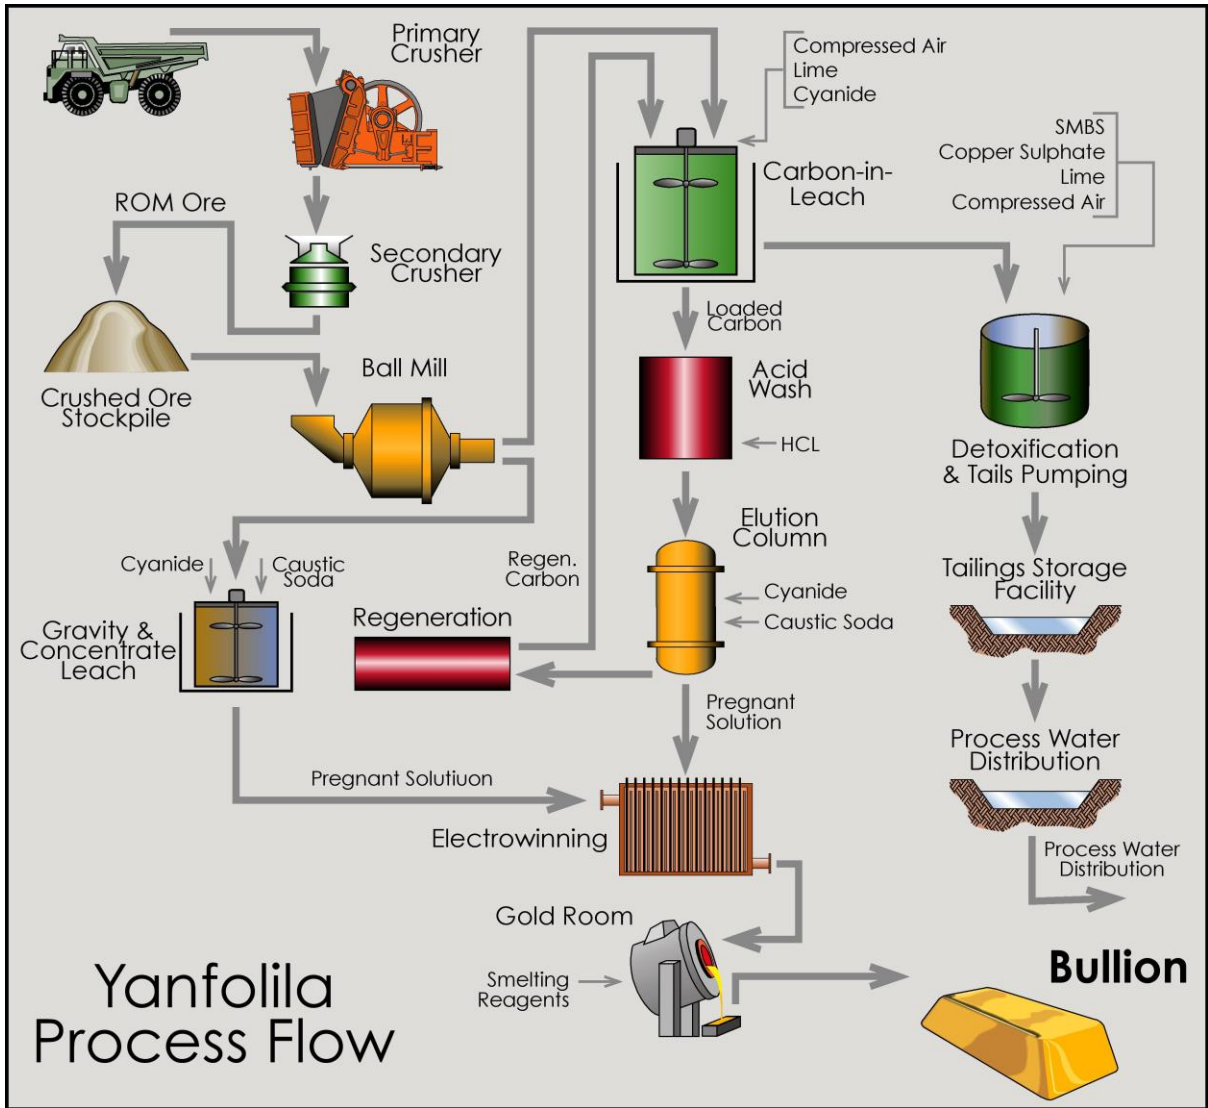 Primary
Crusher
Compressed Air
Lime
Cyanide
SMBS
Copper Sulphate
Lime
Compressed Air
Carbon-in-
Leach
ROM Ore
Secondary
Crusher
Loaded
Carbon
Ball Mill
Acid
Wash
Crushed Ore
Stockpile
HCL
Detoxification
& Tails Pumping
Elution
Column
Regen.
Carbon
Cyanide
Caustic
Soda
Tailings Storage
Facility
Cyanide
Caustic Soda
Regeneration
Gravity &
Concentrate
Leach
Pregnant
Solution
Process Water
Distribution
Pregnant Solutiuon
Electrowinning
Process Water
Distribution
Gold Room
Smelting
Reagents
Bullion
Yanfolila
Process Flow